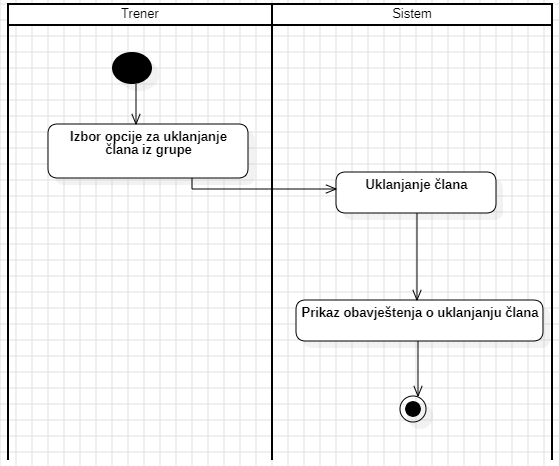 Trener
Sistem
Izbor opcije za uklanjanje
člana iz grupe
Uklanjanje člana
Prikaz obavještenja o uklanjanju člana